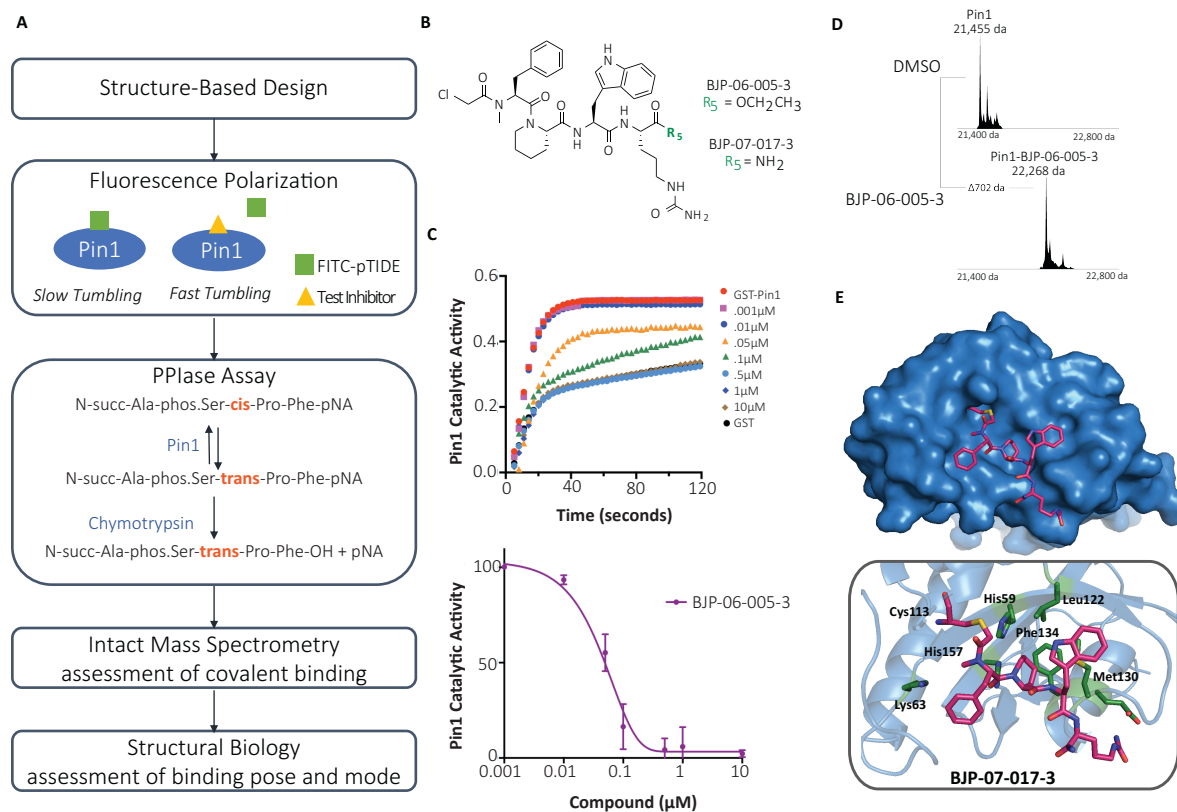 A
Structure-Based Design
Fluorescence Polarization
Pin1
Pin1
FITC-pTIDE
Test Inhibitor
Slow Tumbling
Fast Tumbling
PPIase Assay
N-succ-Ala-phos.Ser-cis-Pro-Phe-pNA
Pin1
N-succ-Ala-phos.Ser-trans-Pro-Phe-pNA
Chymotrypsin
N-succ-Ala-phos.Ser-trans-Pro-Phe-OH + pNA
Intact Mass Spectrometry
assessment of covalent binding
Structural Biology
assessment of binding pose and mode
B
Cl
O
N
O
N
O
N
H
HN
O
H
N
O
R5
NH
O
NH2
BJP-06-005-3
R5 = OCH2CH3
BJP-07-017-3
R5 = NH2
C
Pin1 Catalytic Activity
0.6
0.4
0.2
0.0
0
40
80
120
Time (seconds)
GST-Pin1
.001µM
.01µM
.05µM
.1µM
.5µM
1µM
10µM
GST
Pin1 Catalytic Activity
100
50
0
0.001
0.01
0.1
1
10
Compound (µM)
BJP-06-005-3
D
Pin1
21,455 da
DMSO
21,400 da
22,800 da
Pin1-BJP-06-005-3
22,268 da
Δ702 da
BJP-06-005-3
21,400 da
22,800 da
E
Cys113
His59
Leu122
Phe134
His157
Met130
Lys63
BJP-07-017-3